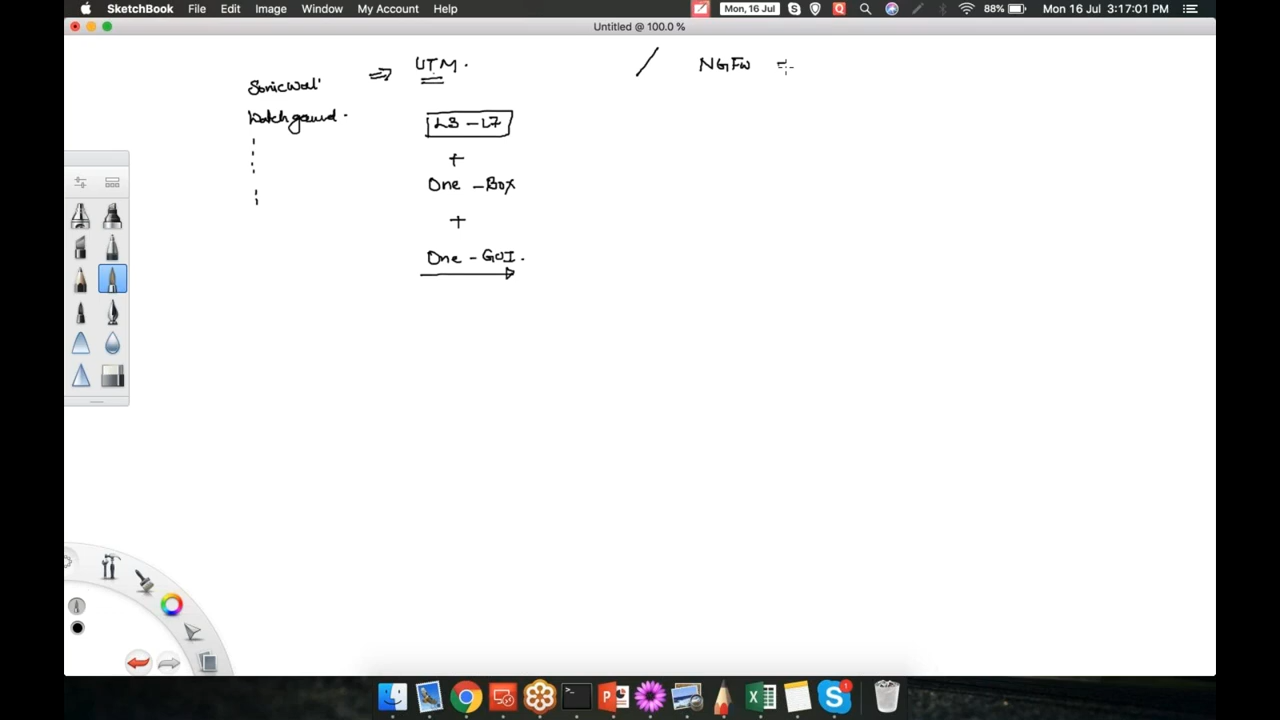 SketchBook File Edit Image Window My Account Help Mon, 16 Jul S Q 88% Mon 16 Jul 3:17:01 PM
Untitled @ 100.0 %
UTM. / NGFW
SonicWall
Watchgaurd.
L3 - L7
+
One - Box
+
One - GUI.